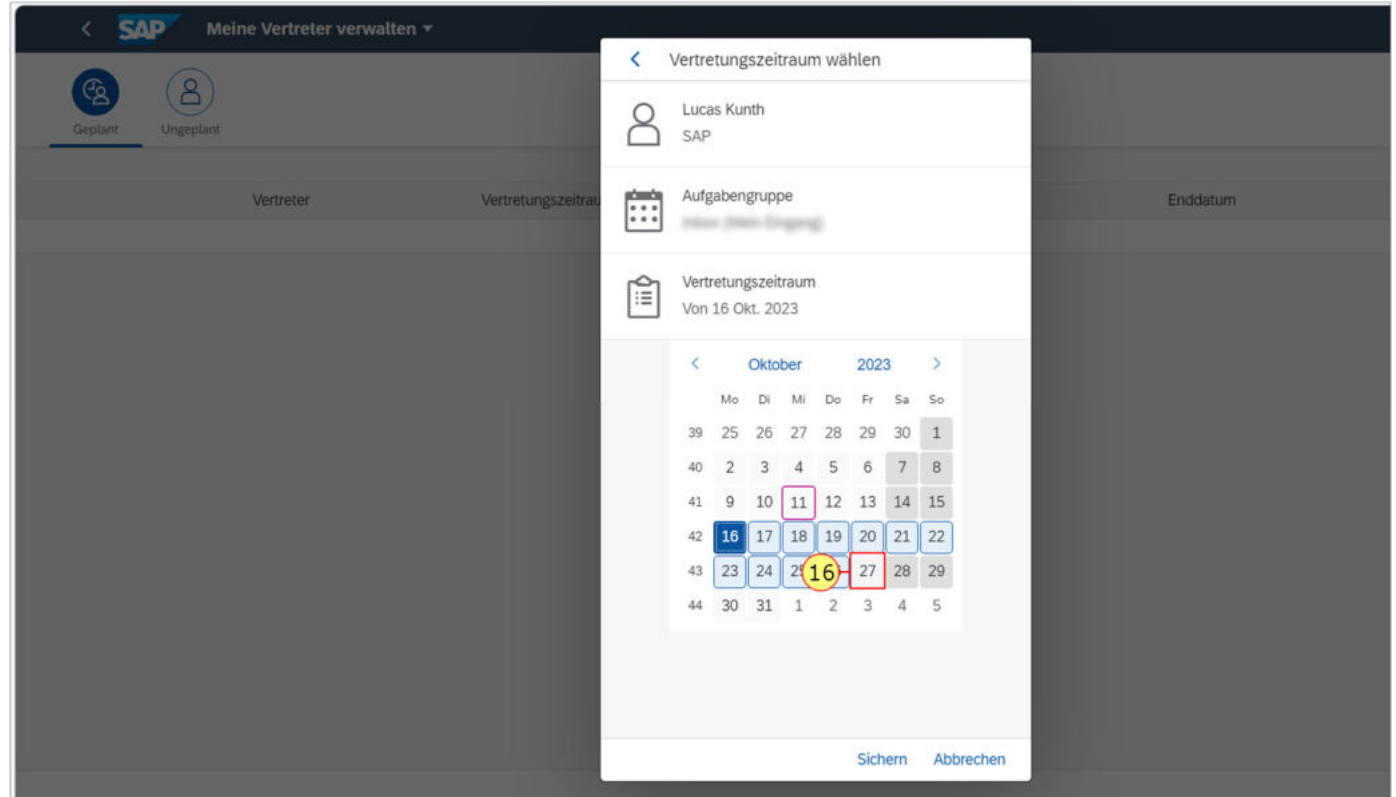 SAP Meine Vertreter verwalten
Geplant Ungeplant
Vertreter Vertretungszeitrau Enddatum
Vertretungszeitraum wählen
Lucas Kunth
SAP
Aufgabengruppe
Vertretungszeitraum
Von 16 Okt. 2023
Oktober 2023
Mo Di Mi Do Fr Sa So
39 25 26 27 28 29 30 1
40 2 3 4 5 6 7 8
41 9 10 11 12 13 14 15
42 16 17 18 19 20 21 22
43 23 24 16 27 28 29
44 30 31 1 2 3 4 5
Sichern Abbrechen